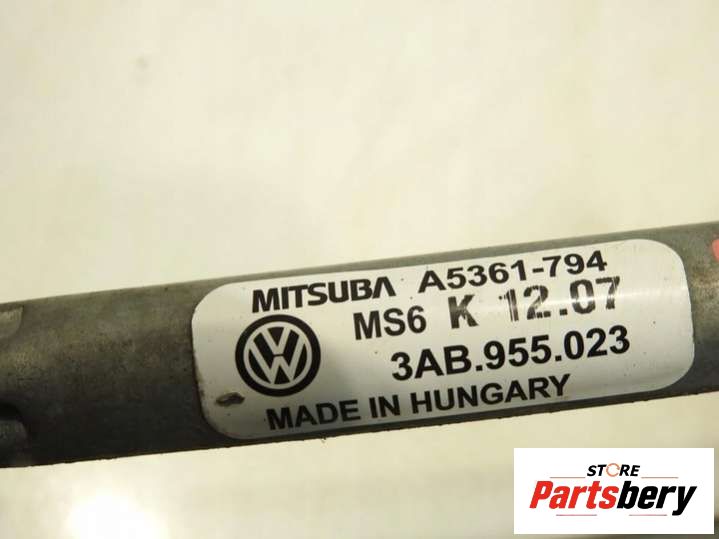 MITSUBA A5361-794
MS6 K 12.07
3AB.955.023
MADE IN HUNGARY
STORE
Partsbery